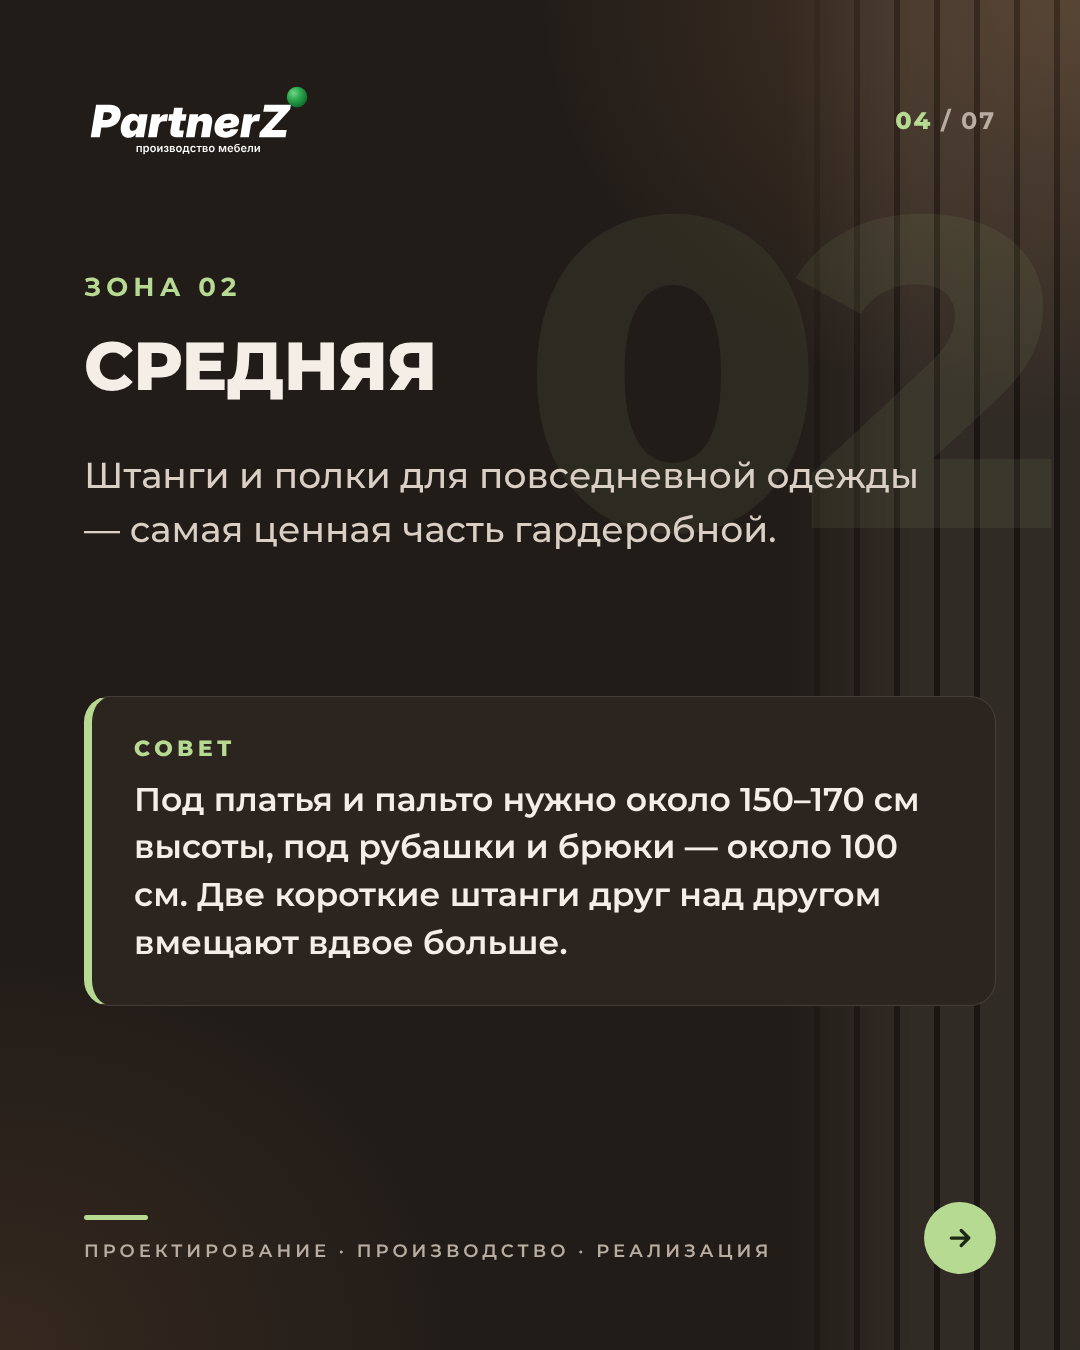 PartnerZ
производство мебели
04 / 07
02
ЗОНА 02
СРЕДНЯЯ
Штанги и полки для повседневной одежды
— самая ценная часть гардеробной.
СОВЕТ
Под платья и пальто нужно около 150–170 см
высоты, под рубашки и брюки — около 100
см. Две короткие штанги друг над другом
вмещают вдвое больше.
ПРОЕКТИРОВАНИЕ · ПРОИЗВОДСТВО · РЕАЛИЗАЦИЯ